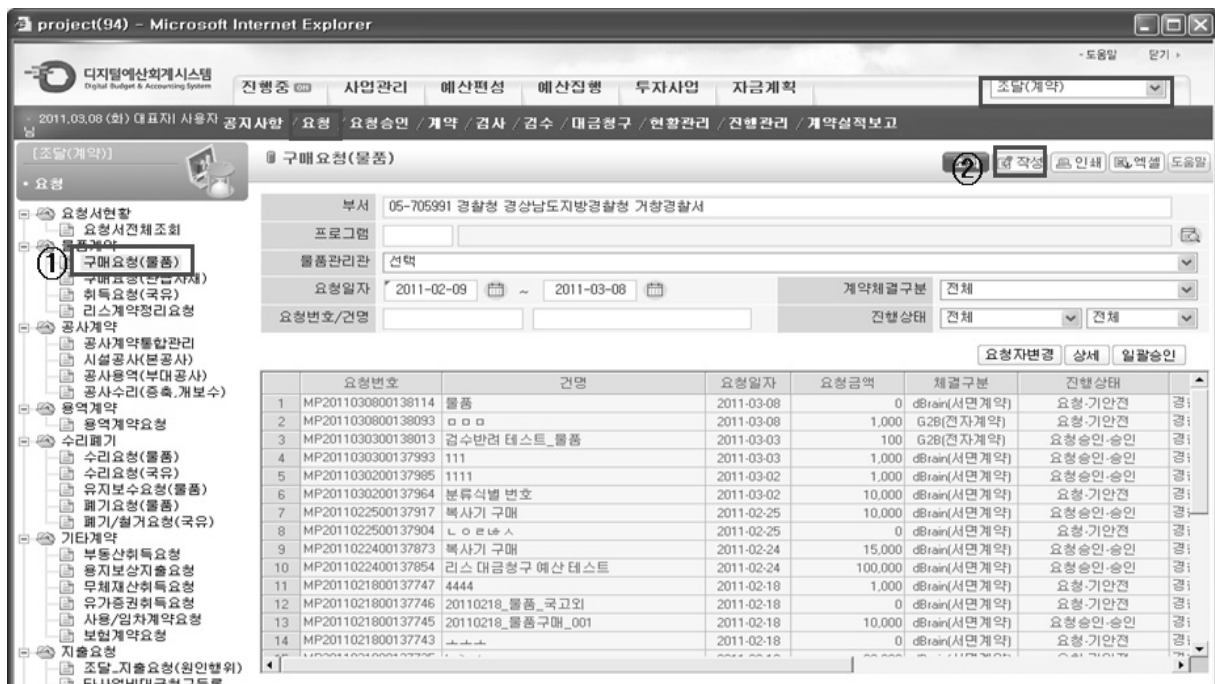 project(94) - Microsoft Internet Explorer
- 도움말 닫기 ›
디지털예산회계시스템
Digital Budget & Accounting System
진행중 사업관리 예산편성 예산집행 투자사업 자금계획 조달(계약)
2011.03.08 (화) 대표자| 사용자님
공지사항 / 요청 / 요청승인 / 계약 / 검사 / 검수 / 대금청구 / 현황관리 / 진행관리 / 계약실적보고
[조달(계약)]
• 요청
요청서현황
요청서전체조회
물품계약
① 구매요청(물품)
구매요청(관급자재)
취득요청(국유)
리스계약정리요청
공사계약
공사계약통합관리
시설공사(본공사)
공사용역(부대공사)
공사수리(증축,개보수)
용역계약
용역계약요청
수리폐기
수리요청(물품)
수리요청(국유)
유지보수요청(물품)
폐기요청(물품)
폐기/철거요청(국유)
기타계약
부동산취득요청
용지보상지출요청
무체재산취득요청
유가증권취득요청
사용/임차계약요청
보험계약요청
지출요청
조달_지출요청(원인행위)
구매요청(물품) ② 작성 인쇄 엑셀 도움말
부서 05-705991 경찰청 경상남도지방경찰청 거창경찰서
프로그램
물품관리관 선택
요청일자 2011-02-09 ~ 2011-03-08 계약체결구분 전체
요청번호/건명 진행상태 전체 전체
요청자변경 상세 일괄승인
요청번호 건명 요청일자 요청금액 체결구분 진행상태
1 MP2011030800138114 물품 2011-03-08 0 dBrain(서면계약) 요청-기안전
2 MP2011030800138093 ㅁㅁㅁ 2011-03-08 1,000 G2B(전자계약) 요청-기안전
3 MP2011030300138013 검수반려 테스트_물품 2011-03-03 100 G2B(전자계약) 요청승인-승인
4 MP2011030300137993 111 2011-03-03 1,000 dBrain(서면계약) 요청승인-승인
5 MP2011030200137985 1111 2011-03-02 1,000 dBrain(서면계약) 요청승인-승인
6 MP2011030200137964 분류식별 번호 2011-03-02 10,000 dBrain(서면계약) 요청-기안전
7 MP2011022500137917 복사기 구매 2011-02-25 10,000 dBrain(서면계약) 요청승인-승인
8 MP2011022500137904 2011-02-25 0 dBrain(서면계약) 요청-기안전
9 MP2011022400137873 복사기 구매 2011-02-24 15,000 dBrain(서면계약) 요청승인-승인
10 MP2011022400137854 리스 대금청구 예산 테스트 2011-02-24 100,000 dBrain(서면계약) 요청승인-승인
11 MP2011021800137747 4444 2011-02-18 1,000 dBrain(서면계약) 요청-기안전
12 MP2011021800137746 20110218_물품_국고외 2011-02-18 0 dBrain(서면계약) 요청-기안전
13 MP2011021800137745 20110218_물품구매_001 2011-02-18 10,000 dBrain(서면계약) 요청승인-승인
14 MP2011021800137743 ㅗㅗㅗ 2011-02-18 0 dBrain(서면계약) 요청-기안전